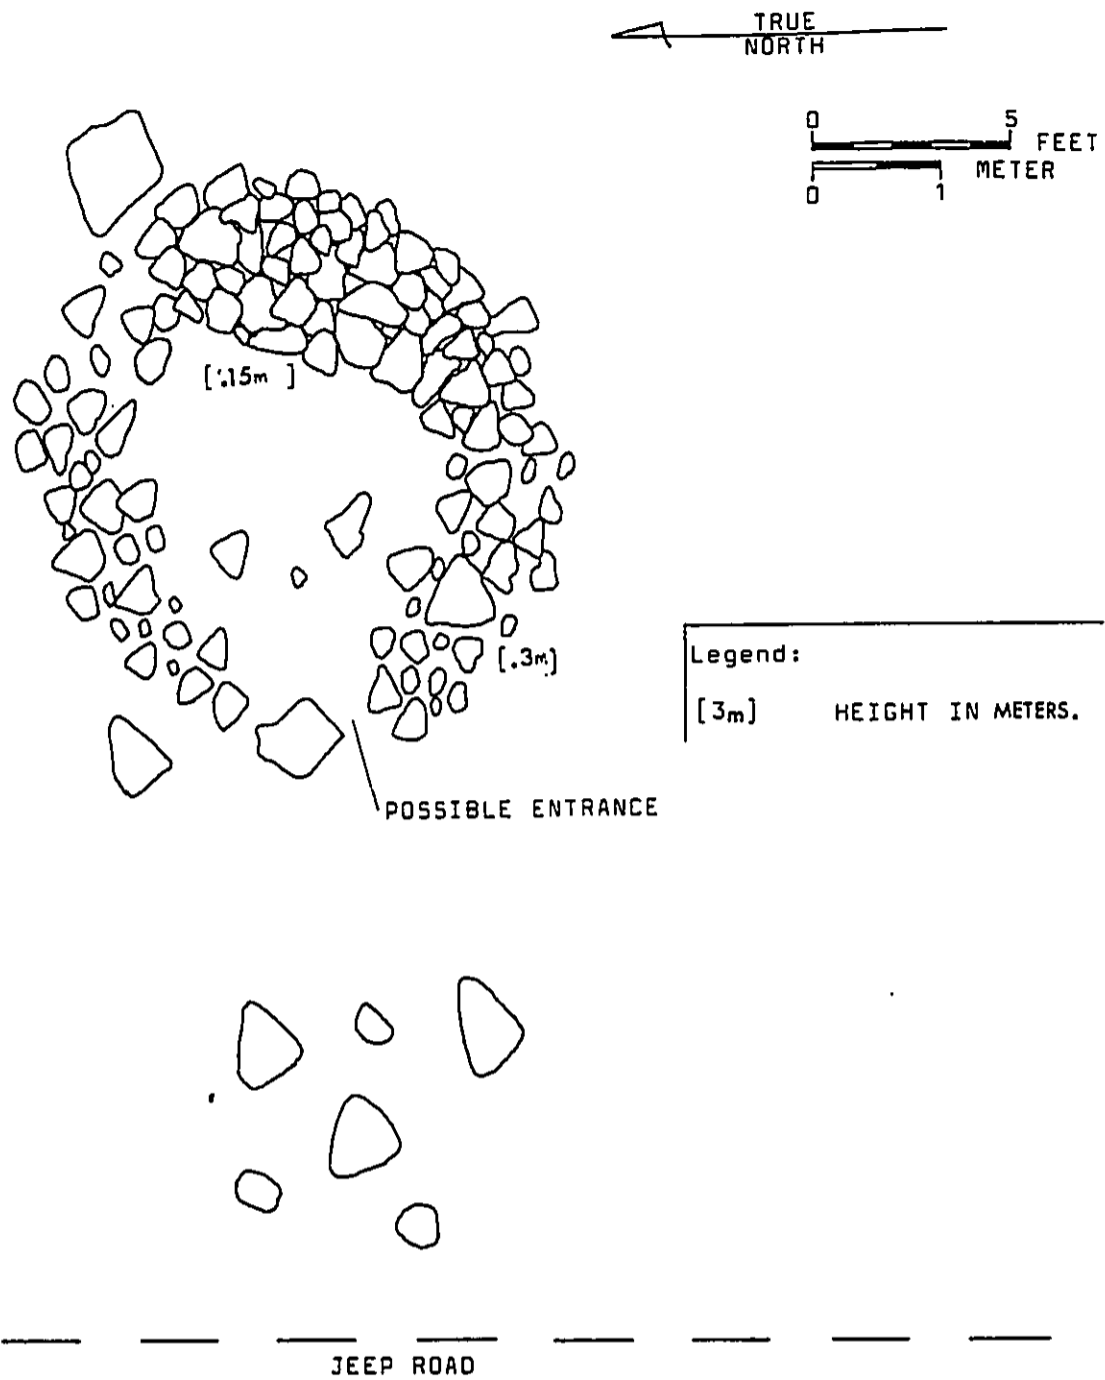 TRUE
NORTH
0 5
FEET
METER
0 1
[.15m ]
[.3m]
Legend:
[3m] HEIGHT IN METERS.
POSSIBLE ENTRANCE
JEEP ROAD